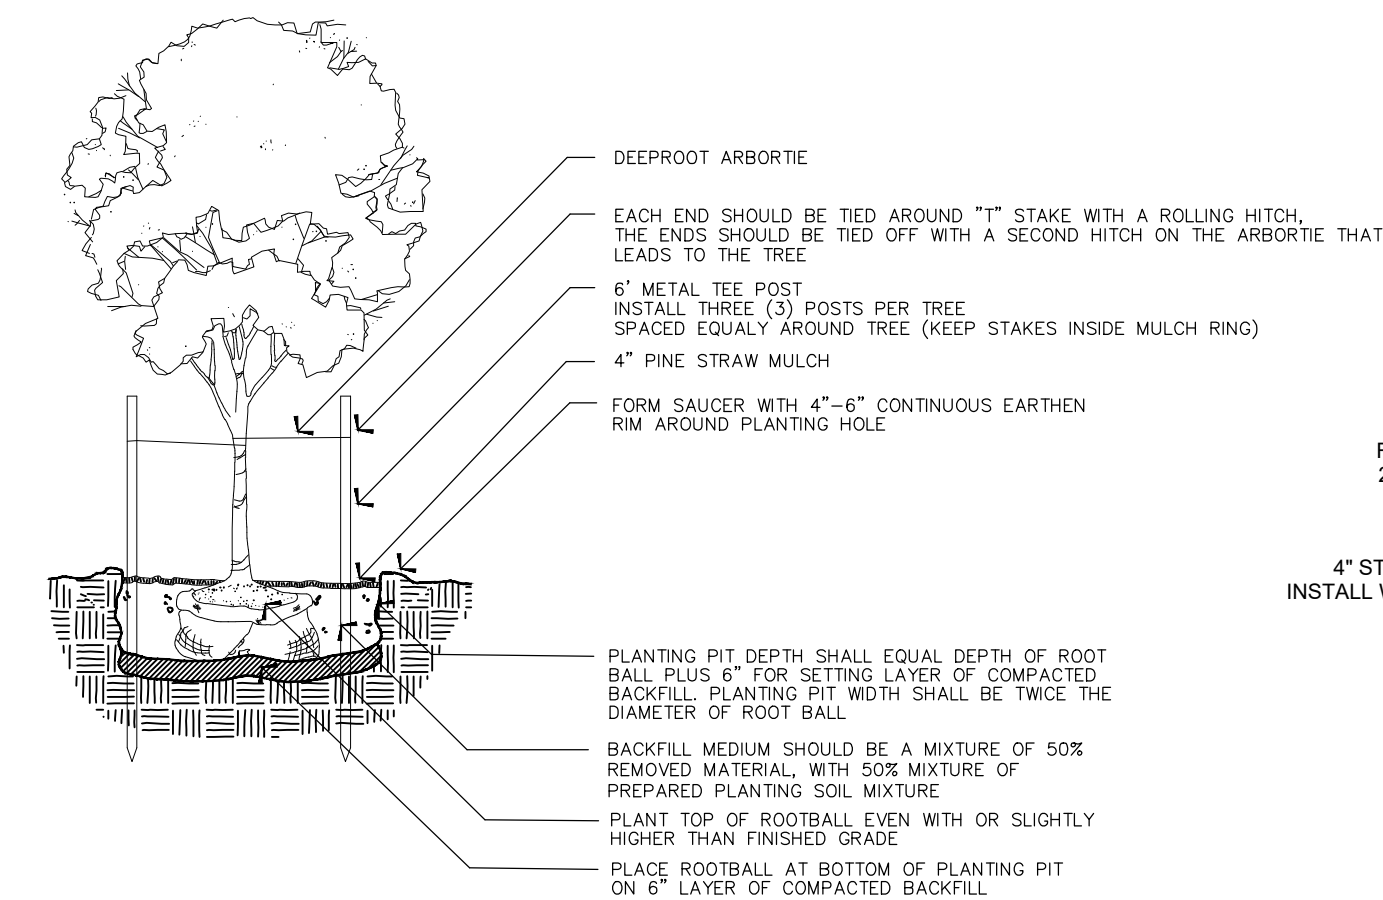 DEEPROOT ARBORTIE
EACH END SHOULD BE TIED AROUND "T" STAKE WITH A ROLLING HITCH,
THE ENDS SHOULD BE TIED OFF WITH A SECOND HITCH ON THE ARBORTIE THAT
LEADS TO THE TREE
6' METAL TEE POST
INSTALL THREE (3) POSTS PER TREE
SPACED EQUALY AROUND TREE (KEEP STAKES INSIDE MULCH RING)
4" PINE STRAW MULCH
FORM SAUCER WITH 4"-6" CONTINUOUS EARTHEN
RIM AROUND PLANTING HOLE
4" ST
INSTALL
PLANTING PIT DEPTH SHALL EQUAL DEPTH OF ROOT
BALL PLUS 6" FOR SETTING LAYER OF COMPACTED
BACKFILL. PLANTING PIT WIDTH SHALL BE TWICE THE
DIAMETER OF ROOT BALL
BACKFILL MEDIUM SHOULD BE A MIXTURE OF 50%
REMOVED MATERIAL, WITH 50% MIXTURE OF
PREPARED PLANTING SOIL MIXTURE
PLANT TOP OF ROOTBALL EVEN WITH OR SLIGHTLY
HIGHER THAN FINISHED GRADE
PLACE ROOTBALL AT BOTTOM OF PLANTING PIT
ON 6" LAYER OF COMPACTED BACKFILL